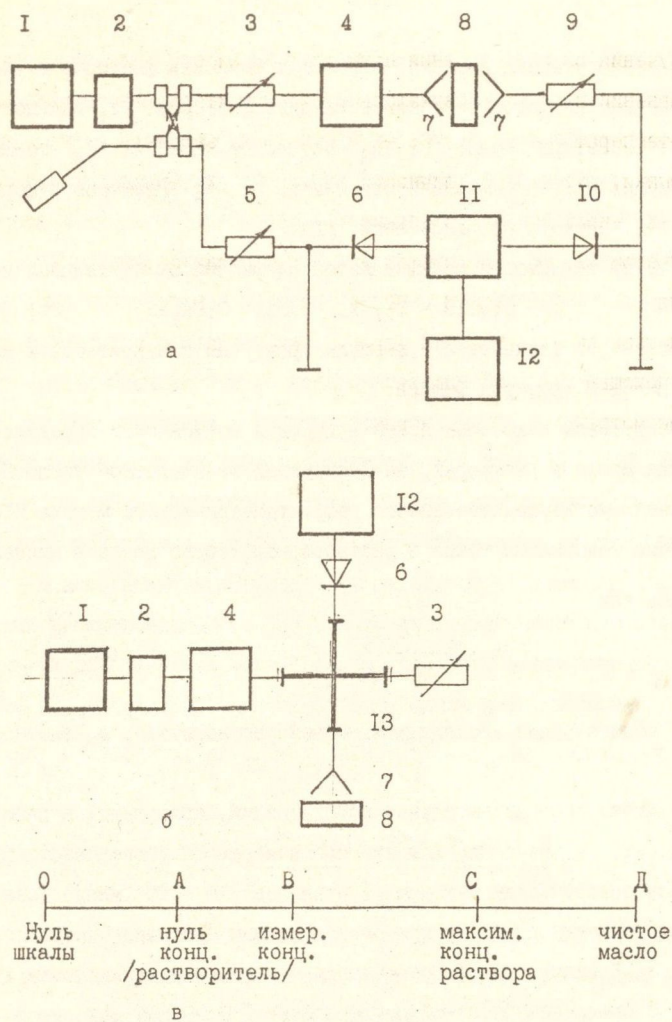 I 2 3 4 8 9
7 7
5 6 II I0
а
I2
I2
6
I 2 4 3
I3
7
б 8
О А В С Д
Нуль нуль измер. максим. чистое
шкалы конц. конц. конц. масло
/растворитель/ раствора
в